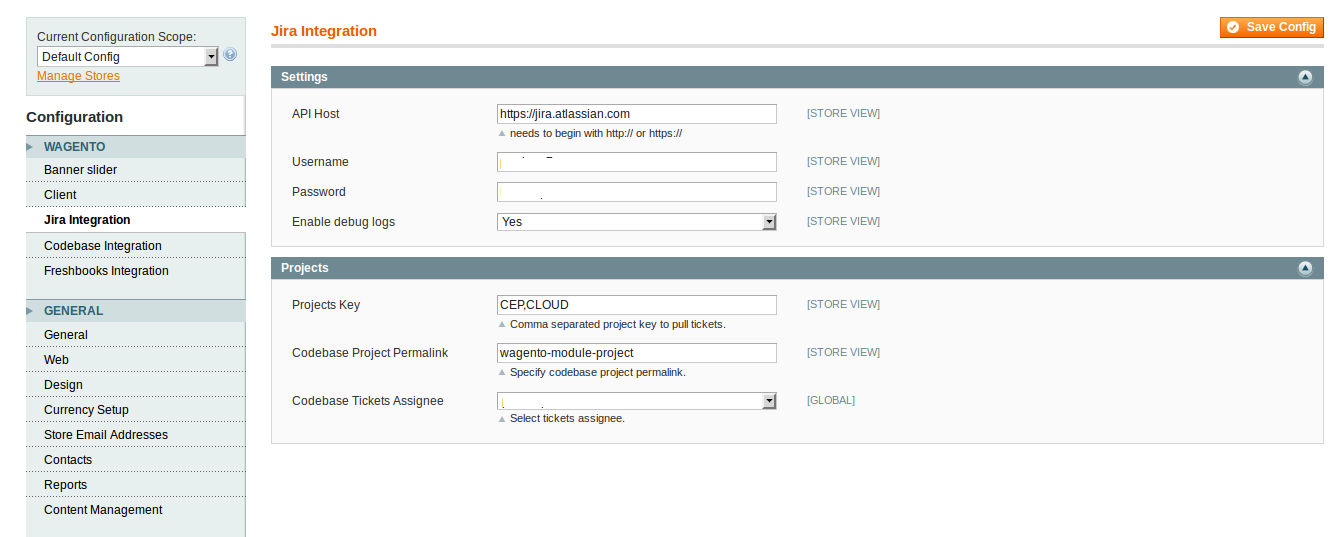 Current Configuration Scope:
Default Config
Manage Stores
Configuration
WAGENTO
Banner slider
Client
Jira Integration
Codebase Integration
Freshbooks Integration
GENERAL
General
Web
Design
Currency Setup
Store Email Addresses
Contacts
Reports
Content Management
Jira Integration
Save Config
Settings
API Host https://jira.atlassian.com [STORE VIEW]
needs to begin with http:// or https://
Username [STORE VIEW]
Password [STORE VIEW]
Enable debug logs Yes [STORE VIEW]
Projects
Projects Key CEP,CLOUD [STORE VIEW]
Comma separated project key to pull tickets.
Codebase Project Permalink wagento-module-project [STORE VIEW]
Specify codebase project permalink.
Codebase Tickets Assignee [GLOBAL]
Select tickets assignee.